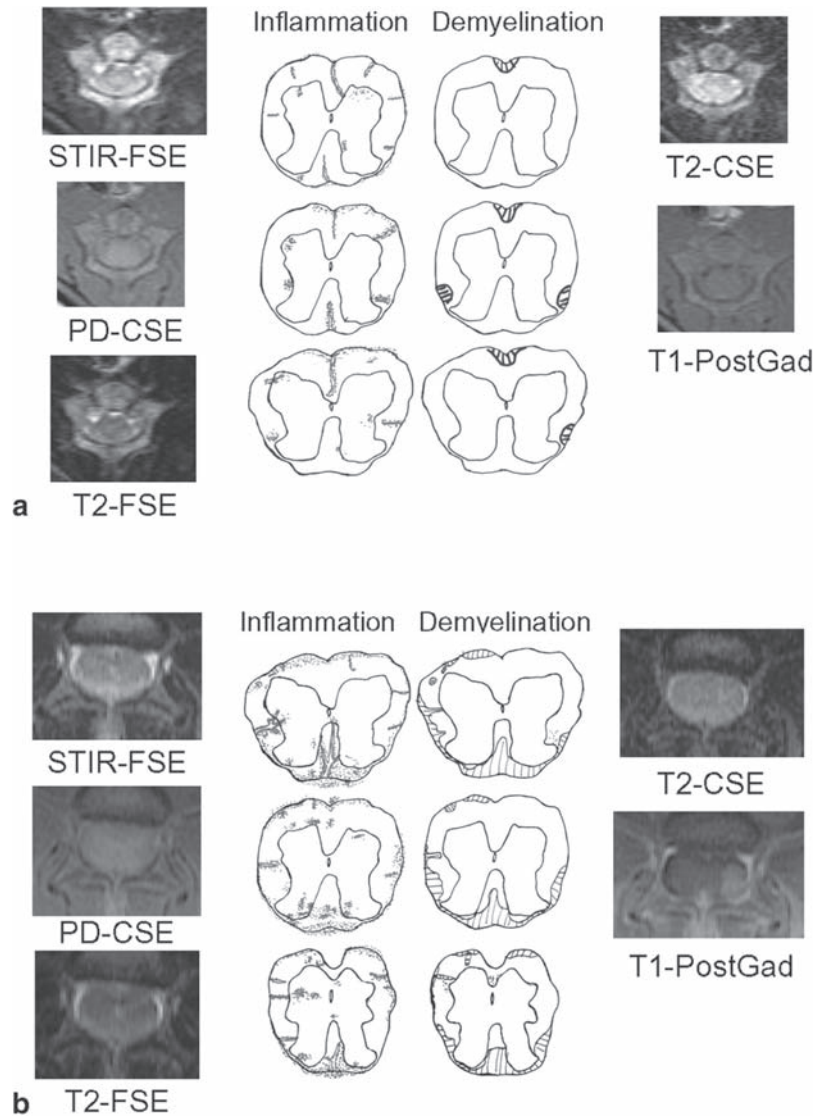 Inflammation Demyelination
STIR-FSE
T2-CSE
PD-CSE
T1-PostGad
T2-FSE
a
Inflammation Demyelination
STIR-FSE
T2-CSE
PD-CSE
T1-PostGad
T2-FSE
b